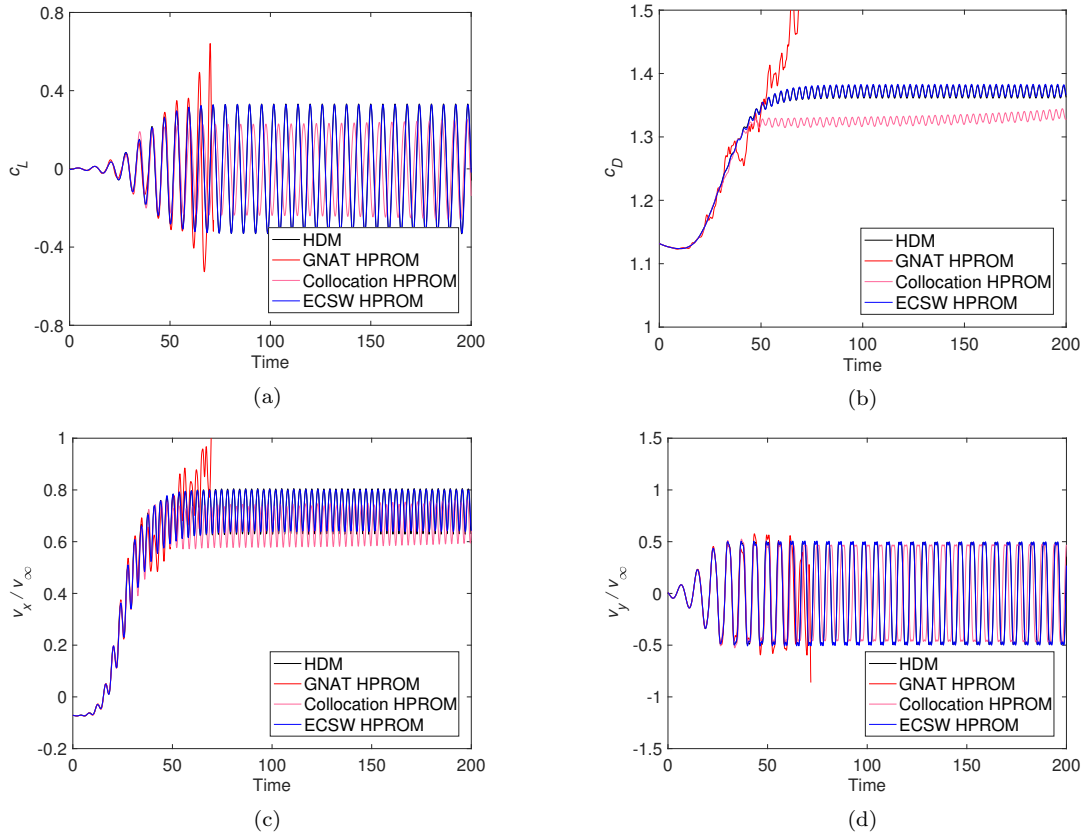 0.8
0.4
0
-0.4
-0.8
c_L
0 50 100 150 200
Time
HDM
GNAT HPROM
Collocation HPROM
ECSW HPROM
(a)
1.5
1.4
1.3
1.2
1.1
1
c_D
0 50 100 150 200
Time
HDM
GNAT HPROM
Collocation HPROM
ECSW HPROM
(b)
1
0.8
0.6
0.4
0.2
0
-0.2
v_x / v_∞
0 50 100 150 200
Time
HDM
GNAT HPROM
Collocation HPROM
ECSW HPROM
(c)
1.5
1
0.5
0
-0.5
-1
-1.5
v_y / v_∞
0 50 100 150 200
Time
HDM
GNAT HPROM
Collocation HPROM
ECSW HPROM
(d)